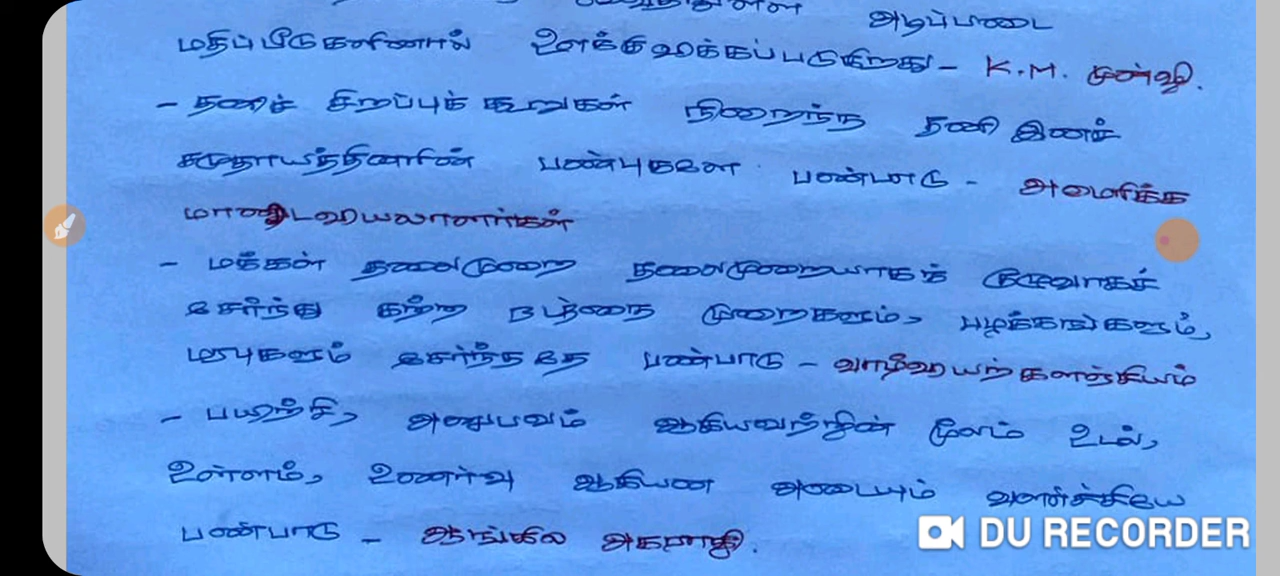 அடிப்படை
மதிப்பீடுகளினால் ஊக்குவிக்கப்படுகிறது - K.M. முன்ஷி.
- தனிச் சிறப்புக் கூறுகள் நிறைந்த தனி இனச்
சமுதாயத்தினரின் பண்புகளே பண்பாடு - அமெரிக்க
மானிடவியலாளர்கள்
- மக்கள் தலைமுறை தலைமுறையாகக் குழுவாகச்
சேர்ந்து கற்ற நடத்தை முறைகளும், பழக்கங்களும்,
மரபுகளும் சேர்ந்ததே பண்பாடு - வாழ்வியற்களஞ்சியம்
- பயிற்சி, அனுபவம் ஆகியவற்றின் மூலம் உடல்,
உள்ளம், உணர்வு ஆகியன அடையும் வளர்ச்சியே
பண்பாடு - ஆங்கில அகராதி.
DU RECORDER